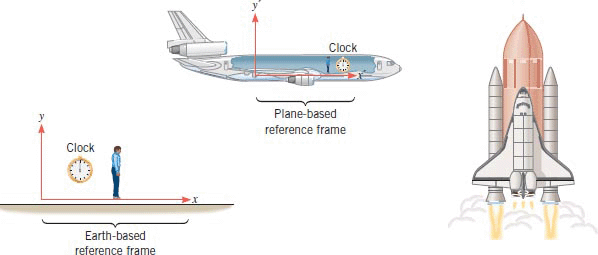 y′
Clock
x′
Plane-based
reference frame
y
Clock
x
Earth-based
reference frame